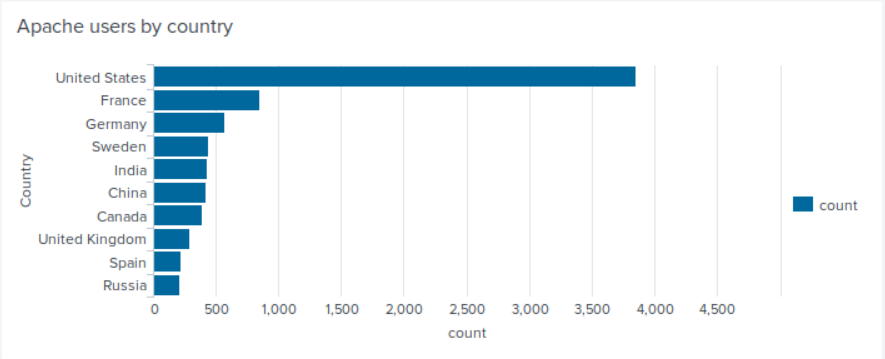 Apache users by country
Country
United States
France
Germany
Sweden
India
China
Canada
United Kingdom
Spain
Russia
0 500 1,000 1,500 2,000 2,500 3,000 3,500 4,000 4,500
count
count